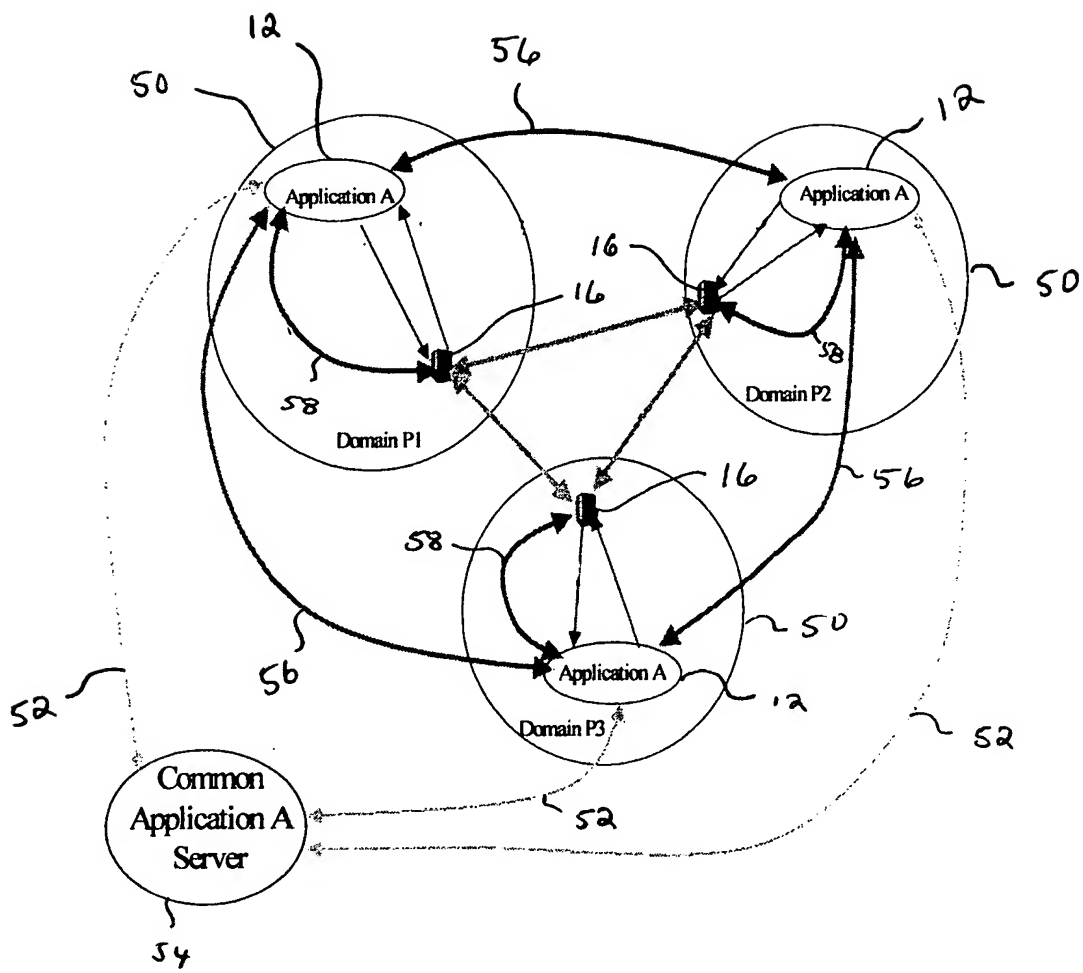 12
56
50
12
Application A
Application A
16
16
50
58
58
Domain P2
Domain P1
56
16
58
50
56
Application A
12
52
Domain P3
52
Common
Application A
Server
52
54